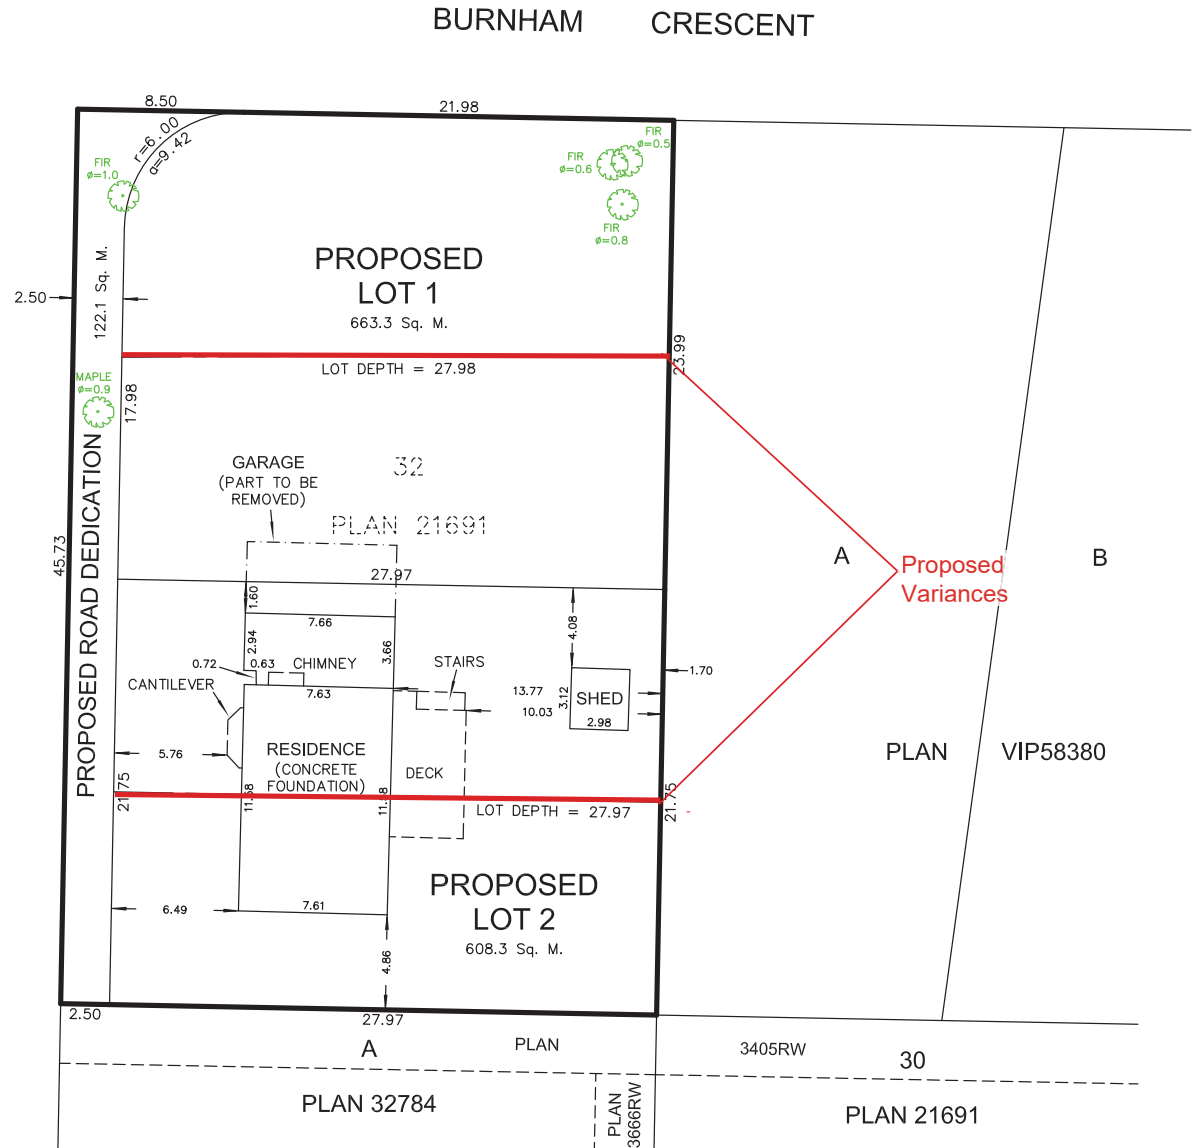 BURNHAM CRESCENT
8.50
21.98
r=6.00
a=9.42
FIR
ø=1.0
FIR
ø=0.6
FIR
ø=0.5
FIR
ø=0.8
PROPOSED
LOT 1
663.3 Sq. M.
2.50
122.1 Sq. M.
23.99
LOT DEPTH = 27.98
MAPLE
ø=0.9
17.98
GARAGE
(PART TO BE
REMOVED)
32
PLAN 21691
45.73
PROPOSED ROAD DEDICATION
27.97
A
B
Proposed
Variances
1.60
7.66
2.94
3.66
4.08
0.72
0.63
CHIMNEY
STAIRS
1.70
CANTILEVER
7.63
13.77
10.03
3.12
SHED
2.98
5.76
RESIDENCE
(CONCRETE
FOUNDATION)
DECK
PLAN
VIP58380
21.75
11.58
11.58
LOT DEPTH = 27.97
21.75
PROPOSED
LOT 2
608.3 Sq. M.
6.49
7.61
4.86
2.50
27.97
A
PLAN
3405RW
30
PLAN 32784
PLAN
3666RW
PLAN 21691